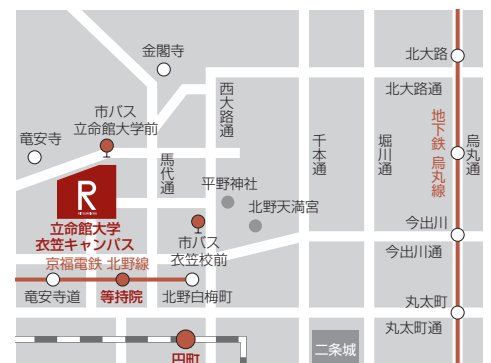 金閣寺
北大路
北大路通
市バス
立命館大学前
西大路通
地下鉄 烏丸線
烏丸通
竜安寺
馬代通
千本通
堀川通
平野神社
R
北野天満宮
立命館大学
衣笠キャンパス
市バス
衣笠校前
今出川
今出川通
京福電鉄 北野線
竜安寺道
等持院
北野白梅町
丸太町
丸太町通
円町
二条城